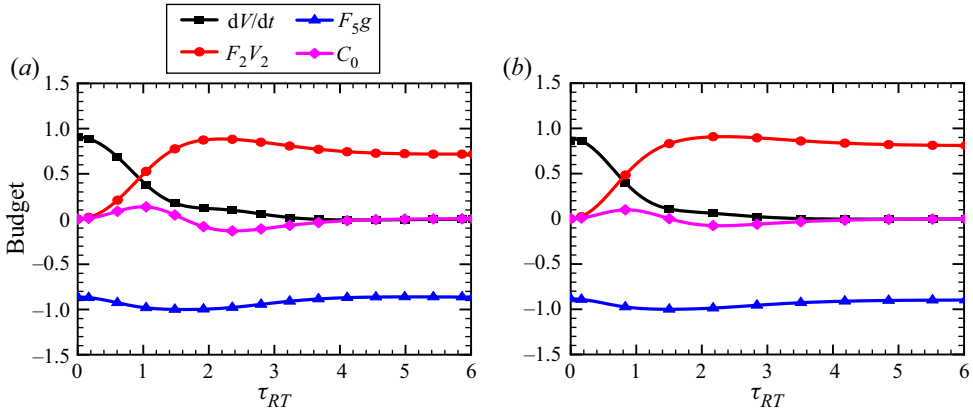 dV/dt F₅g
F₂V₂ C₀
(a) (b)
1.5 1.5
1.0 1.0
0.5 0.5
0 0
–0.5 –0.5
–1.0 –1.0
–1.5 –1.5
Budget
0 1 2 3 4 5 6 0 1 2 3 4 5 6
τRT τRT